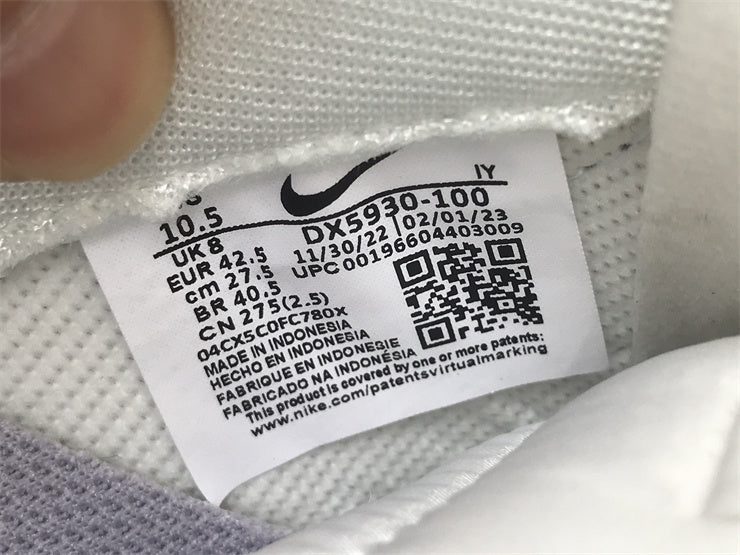 IY
10.5
UK 8
EUR 42.5
cm 27.5
BR 40.5
CN 275(2.5)
DX5930-100
11/30/22 | 02/01/23
UPC 00196604403009
04CX5C0FC780X
MADE IN INDONESIA
HECHO EN INDONESIA
FABRIQUE EN INDONESIE
FABRICADO NA INDONÉSIA
This product is covered by one or more patents:
www.nike.com/patentsvirtualmarking